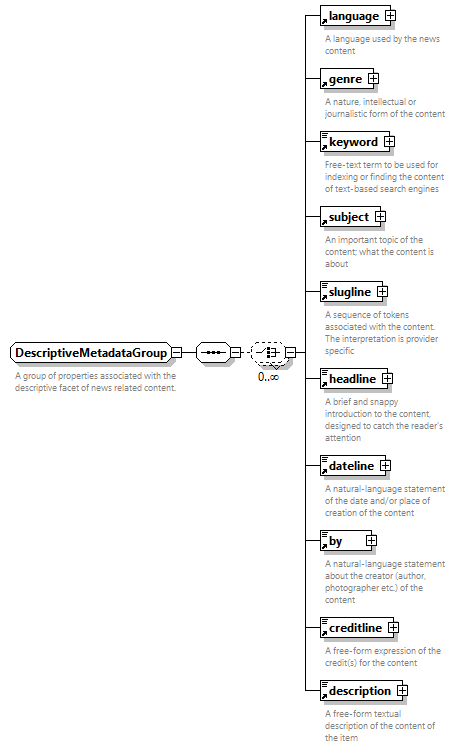 language
A language used by the news
content
genre
A nature, intellectual or
journalistic form of the content
keyword
Free-text term to be used for
indexing or finding the content
of text-based search engines
subject
An important topic of the
content; what the content is
about
slugline
A sequence of tokens
associated with the content.
The interpretation is provider
specific
DescriptiveMetadataGroup
A group of properties associated with the
descriptive facet of news related content.
0..∞
headline
A brief and snappy
introduction to the content,
designed to catch the reader's
attention
dateline
A natural-language statement
of the date and/or place of
creation of the content
by
A natural-language statement
about the creator (author,
photographer etc.) of the
content
creditline
A free-form expression of the
credit(s) for the content
description
A free-form textual
description of the content of
the item